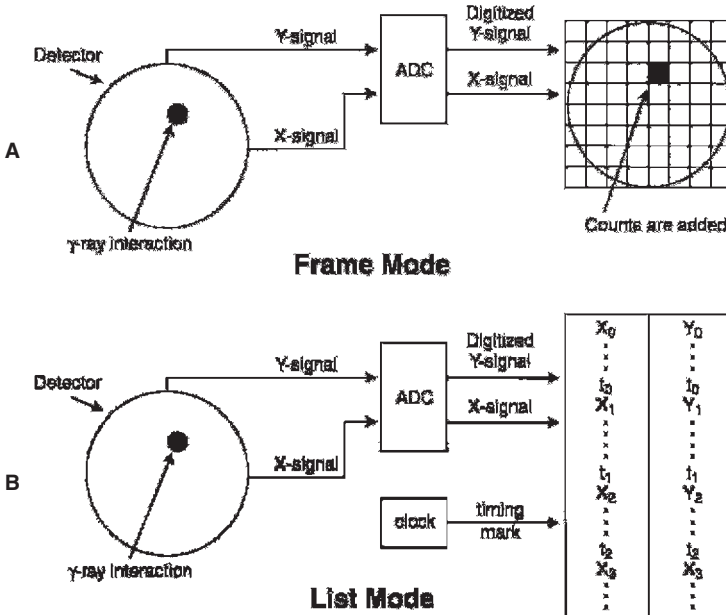 A
Detector
Y-signal
ADC
Digitized
Y-signal
X-signal
X-signal
γ-ray interaction
Counts are added
Frame Mode
B
Detector
Y-signal
ADC
Digitized
Y-signal
X-signal
X-signal
clock
timing
mark
γ-ray interaction
List Mode
X₀ Y₀
t₀ t₀
X₁ Y₁
t₁ t₁
X₂ Y₂
t₂ t₂
X₃ Y₃